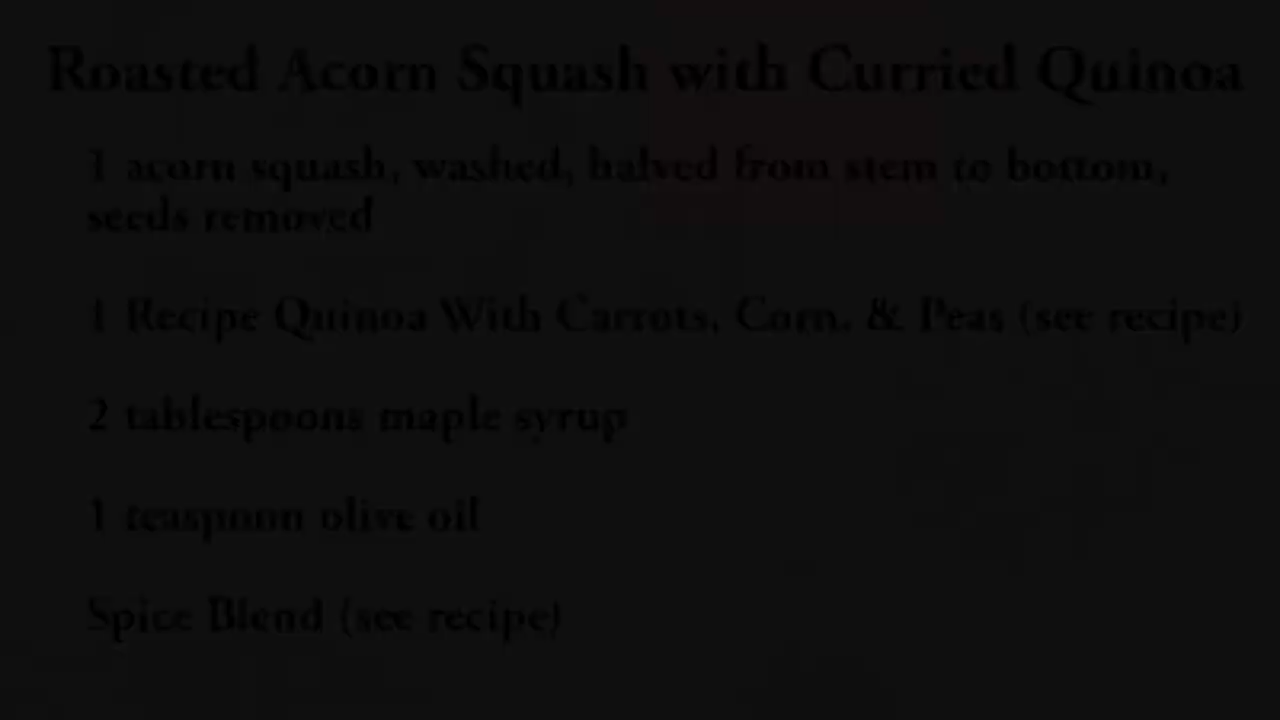 Roasted Acorn Squash with Curried Quinoa
1 acorn squash, washed, halved from stem to bottom,
seeds removed
1 Recipe Quinoa With Carrots, Corn, & Peas (see recipe)
2 tablespoons maple syrup
1 teaspoon olive oil
Spice Blend (see recipe)